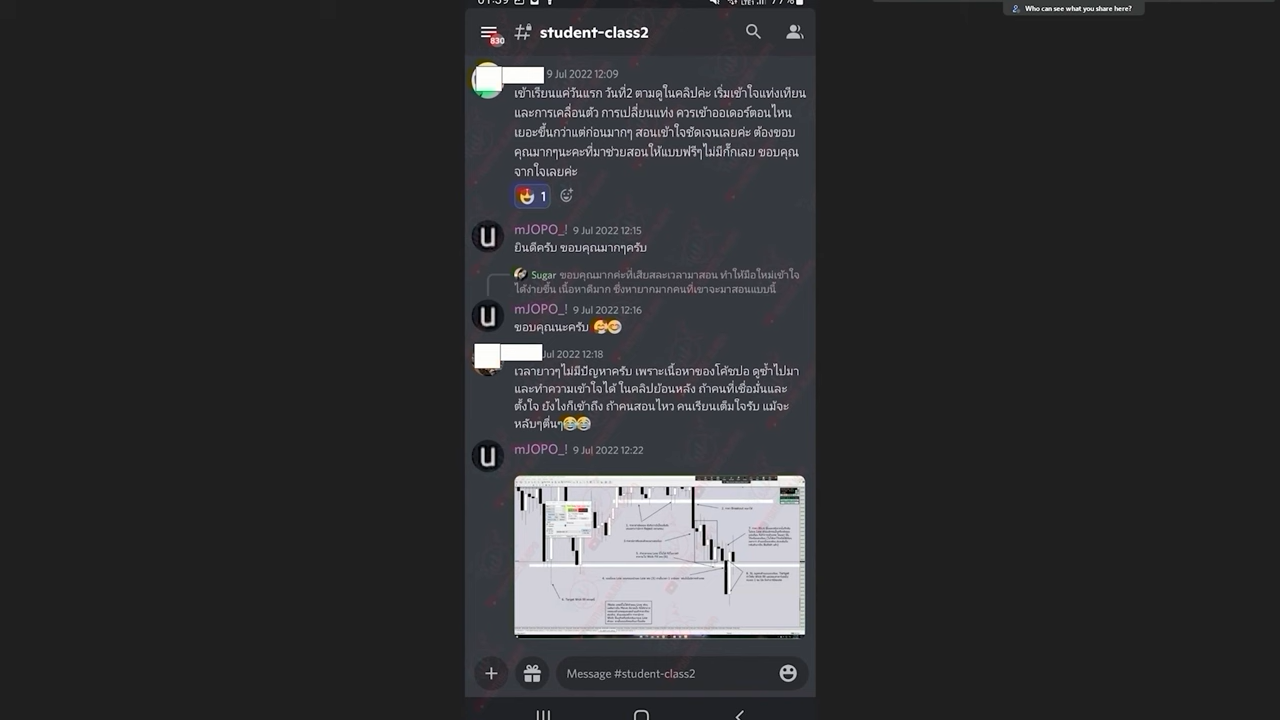 Who can see what you share here?
01:39
77%
830
student-class2
9 Jul 2022 12:09
เข้าเรียนแค่วันแรก วันที่2 ตามดูในคลิปค่ะ เริ่มเข้าใจแท่งเทียน
และการเคลื่อนตัว การเปลี่ยนแท่ง ควรเข้าออเดอร์ตอนไหน
เยอะขึ้นกว่าแต่ก่อนมากๆ สอนเข้าใจชัดเจนเลยค่ะ ต้องขอบ
คุณมากๆนะคะที่มาช่วยสอนให้แบบฟรีๆไม่มีกั๊กเลย ขอบคุณ
จากใจเลยค่ะ
1
mJOPO_! 9 Jul 2022 12:15
ยินดีครับ ขอบคุณมากๆครับ
Sugar ขอบคุณมากค่ะที่เสียสละเวลามาสอน ทำให้มือใหม่เข้าใจ
ได้ง่ายขึ้น เนื้อหาดีมาก ซึ่งหายากมากคนที่เขาจะมาสอนแบบนี้
mJOPO_! 9 Jul 2022 12:16
ขอบคุณนะครับ 🥰😊
Jul 2022 12:18
เวลายาวๆไม่มีปัญหาครับ เพราะเนื้อหาของโค้ชปอ ดูซ้ำไปมา
และทำความเข้าใจได้ ในคลิปย้อนหลัง ถ้าคนที่เชื่อมั่นและ
ตั้งใจ ยังไงก็เข้าถึง ถ้าคนสอนไหว คนเรียนเต็มใจรับ แม้จะ
หลับๆตื่นๆ😂😂
mJOPO_! 9 Jul 2022 12:22
Message #student-class2